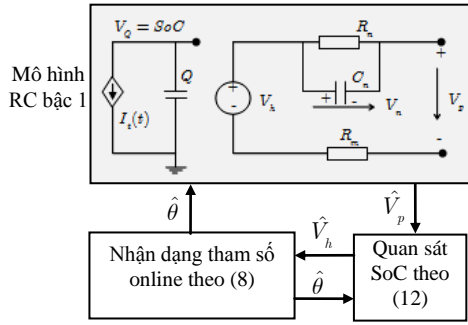 V_Q = SoC
Q
I_t(t)
+
-
V_h
R_n
C_n
+ -
V_n
R_m
+
V_p
-
Mô hình
RC bậc 1
θ̂
V̂_p
V̂_h
θ̂
Nhận dạng tham số
online theo (8)
Quan sát
SoC theo
(12)